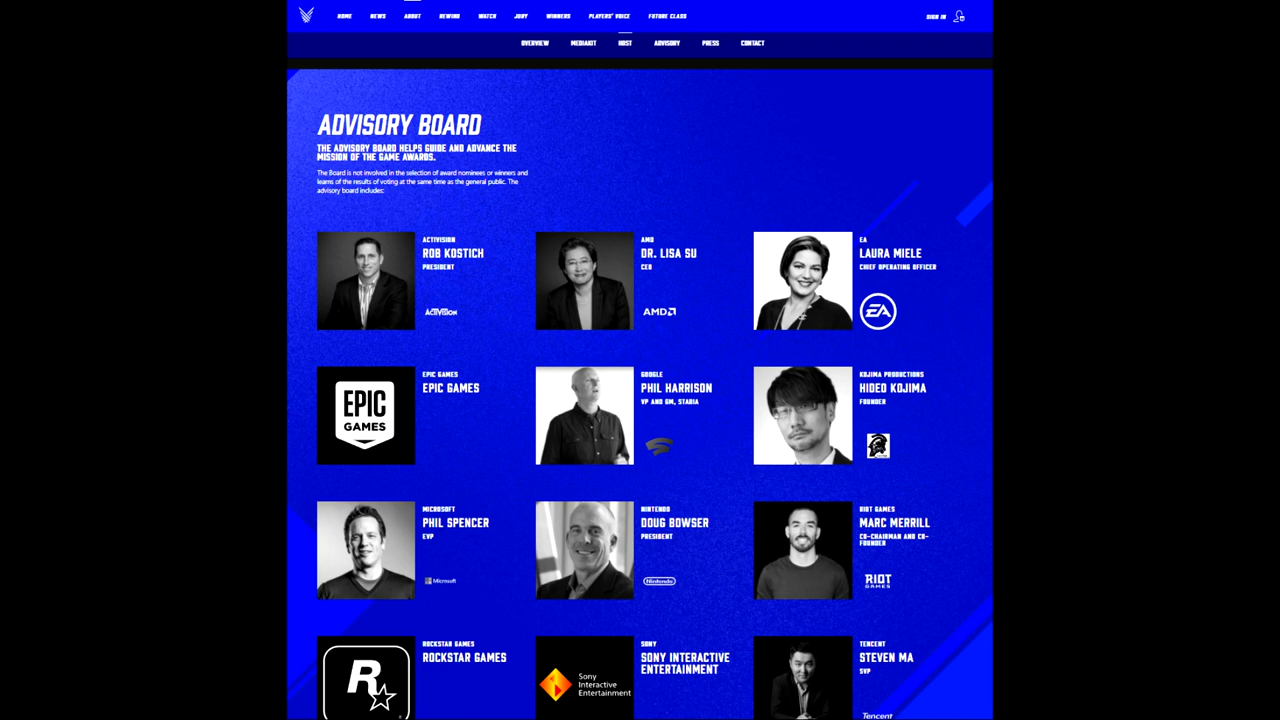 HOME NEWS ABOUT REWIND WATCH JURY WINNERS PLAYERS' VOICE FUTURE CLASS SIGN IN
OVERVIEW MEDIAKIT HOST ADVISORY PRESS CONTACT
ADVISORY BOARD
THE ADVISORY BOARD HELPS GUIDE AND ADVANCE THE
MISSION OF THE GAME AWARDS.
The Board is not involved in the selection of award nominees or winners and
learns of the results of voting at the same time as the general public. The
advisory board includes:
ACTIVISION
ROB KOSTICH
PRESIDENT
ACTIVISION
AMD
DR. LISA SU
CEO
AMD
EA
LAURA MIELE
CHIEF OPERATING OFFICER
EA
EPIC
GAMES
EPIC GAMES
EPIC GAMES
GOOGLE
PHIL HARRISON
VP AND GM, STADIA
KOJIMA PRODUCTIONS
HIDEO KOJIMA
FOUNDER
MICROSOFT
PHIL SPENCER
EVP
Microsoft
NINTENDO
DOUG BOWSER
PRESIDENT
Nintendo
RIOT GAMES
MARC MERRILL
CO-CHAIRMAN AND CO-
FOUNDER
RIOT
GAMES
R
ROCKSTAR GAMES
ROCKSTAR GAMES
Sony
Interactive
Entertainment
SONY
SONY INTERACTIVE
ENTERTAINMENT
TENCENT
STEVEN MA
SVP
Tencent